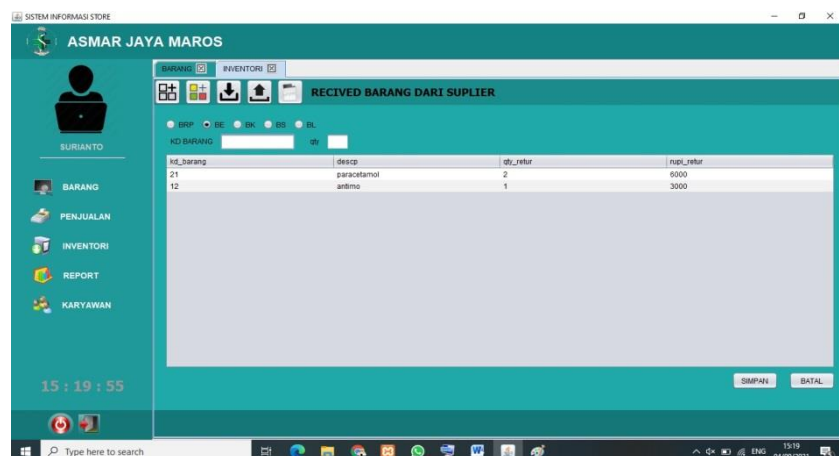 SISTEM INFORMASI STORE
ASMAR JAYA MAROS
BARANG INVENTORI
RECIVED BARANG DARI SUPLIER
BRP BE BK BS BL
KD BARANG qty
kd_barang descp qty_retur rupi_retur
21 paracetamol 2 6000
12 antimo 1 3000
SURIANTO
BARANG
PENJUALAN
INVENTORI
REPORT
KARYAWAN
15 : 19 : 55
SIMPAN BATAL
Type here to search
ENG
15:19